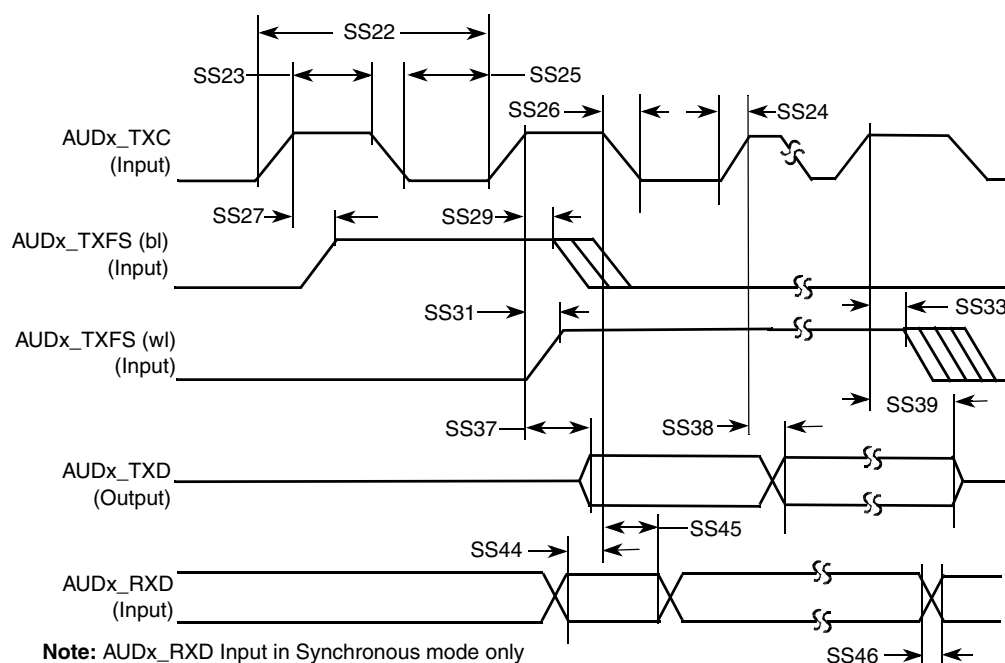 SS22
SS23
SS25
SS26
SS24
AUDx_TXC
(Input)
SS27
SS29
AUDx_TXFS (bl)
(Input)
SS31
SS33
AUDx_TXFS (wl)
(Input)
SS39
SS37
SS38
AUDx_TXD
(Output)
SS45
SS44
AUDx_RXD
(Input)
Note: AUDx_RXD Input in Synchronous mode only
SS46